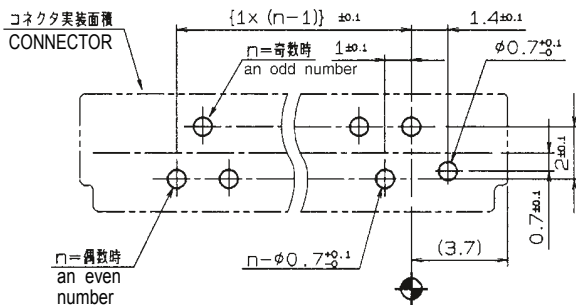 コネクタ実装面積
CONNECTOR
{1×(n-1)} ±0.1
1.4±0.1
n=奇数時
an odd number
1±0.1
φ0.7+0.1 -0
2±0.1
0.7±0.1
n=偶数時
an even
number
n-φ0.7+0.1 -0
(3.7)